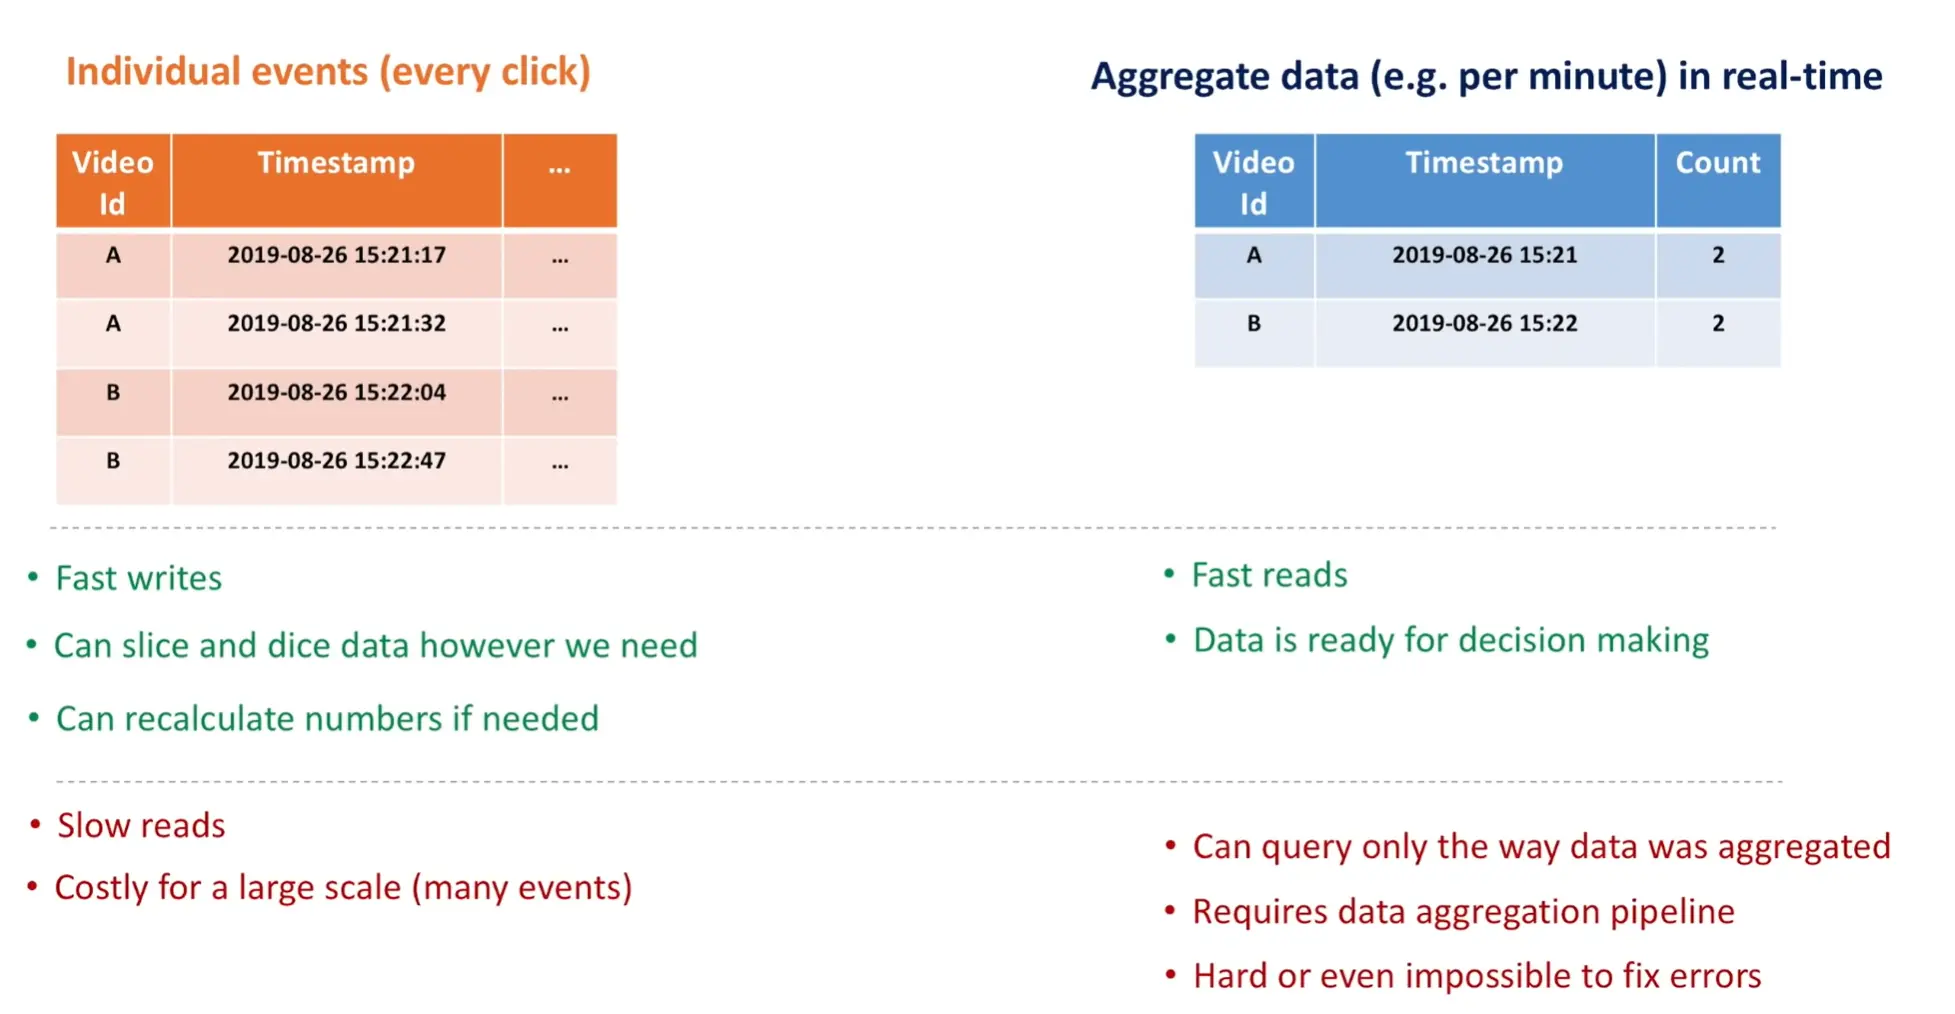 Individual events (every click)
Video Id | Timestamp | ...
A | 2019-08-26 15:21:17 | ...
A | 2019-08-26 15:21:32 | ...
B | 2019-08-26 15:22:04 | ...
B | 2019-08-26 15:22:47 | ...
Aggregate data (e.g. per minute) in real-time
Video Id | Timestamp | Count
A | 2019-08-26 15:21 | 2
B | 2019-08-26 15:22 | 2
• Fast writes
• Can slice and dice data however we need
• Can recalculate numbers if needed
• Fast reads
• Data is ready for decision making
• Slow reads
• Costly for a large scale (many events)
• Can query only the way data was aggregated
• Requires data aggregation pipeline
• Hard or even impossible to fix errors